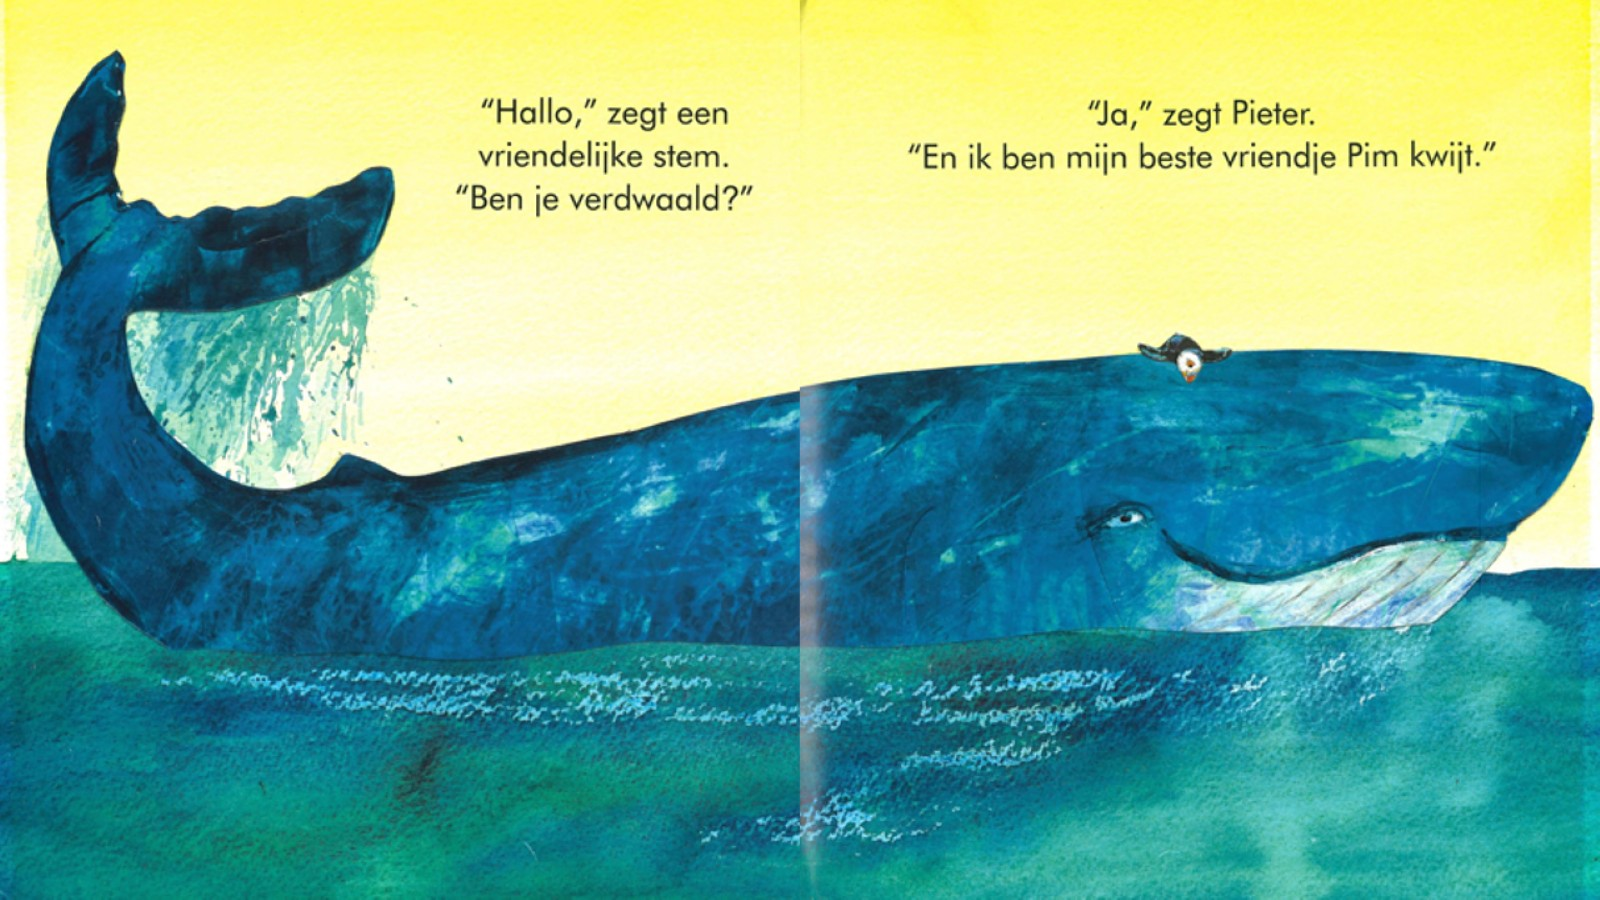 “Hallo,” zegt een
vriendelijke stem.
“Ben je verdwaald?”
“Ja,” zegt Pieter.
“En ik ben mijn beste vriendje Pim kwijt.”